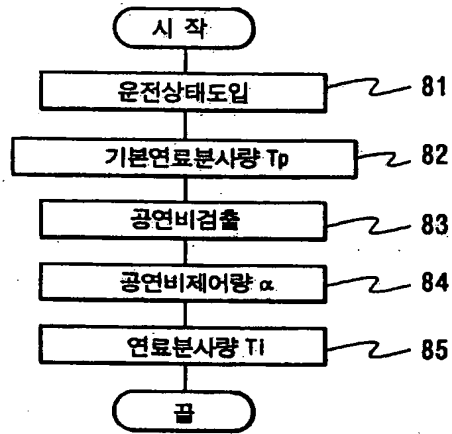 시 작
운전상태도입 81
기본연료분사량 Tp 82
공연비검출 83
공연비제어량 α 84
연료분사량 Ti 85
끝